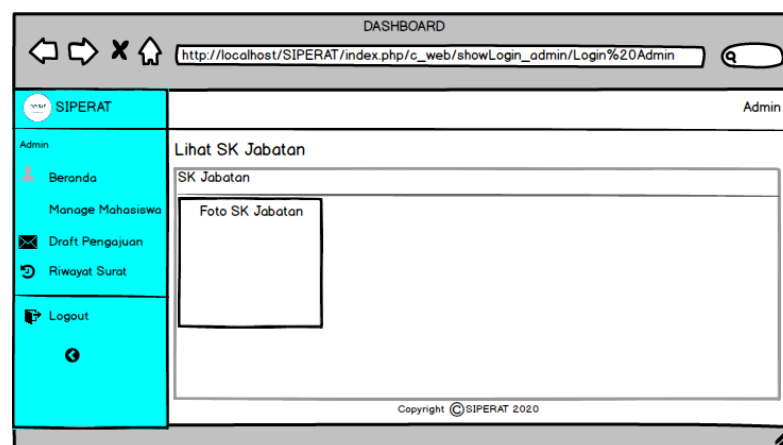 DASHBOARD
http://localhost/SIPERAT/index.php/c_web/showLogin_admin/Login%20Admin
SIPERAT
Admin
Admin
Beranda
Manage Mahasiswa
Draft Pengajuan
Riwayat Surat
Logout
Lihat SK Jabatan
SK Jabatan
Foto SK Jabatan
Copyright ©SIPERAT 2020